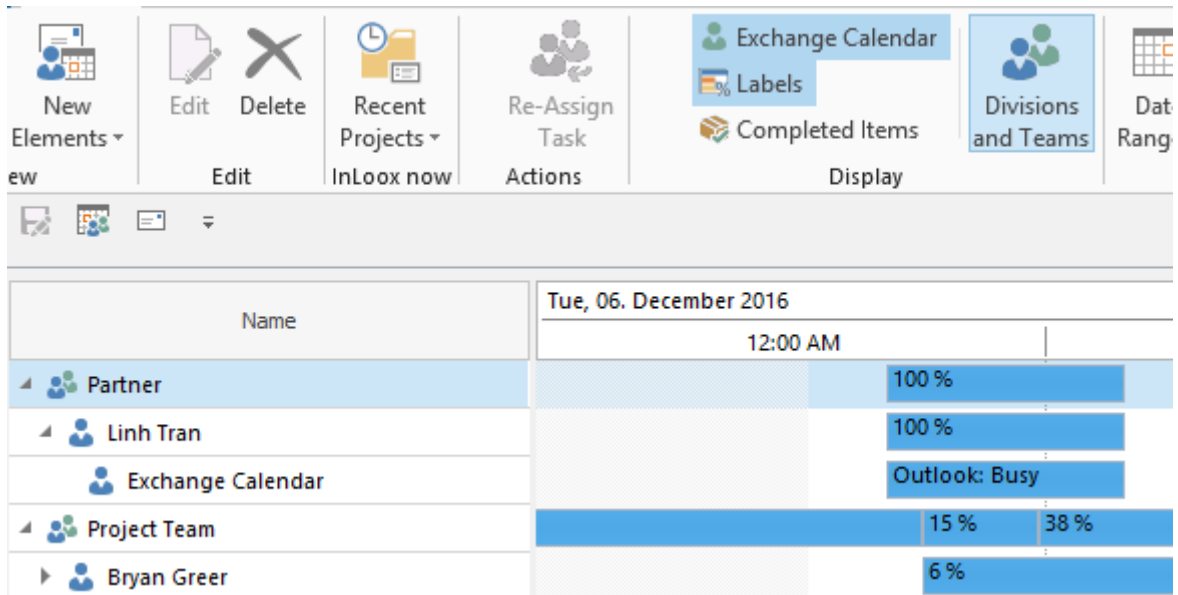 Exchange Calendar
Labels
Completed Items
New
Elements
Edit
Delete
Recent
Projects
Re-Assign
Task
Divisions
and Teams
Dat
Rang
ew
Edit
InLoox now
Actions
Display
Name
Tue, 06. December 2016
12:00 AM
Partner
100 %
Linh Tran
100 %
Exchange Calendar
Outlook: Busy
Project Team
15 %
38 %
Bryan Greer
6 %